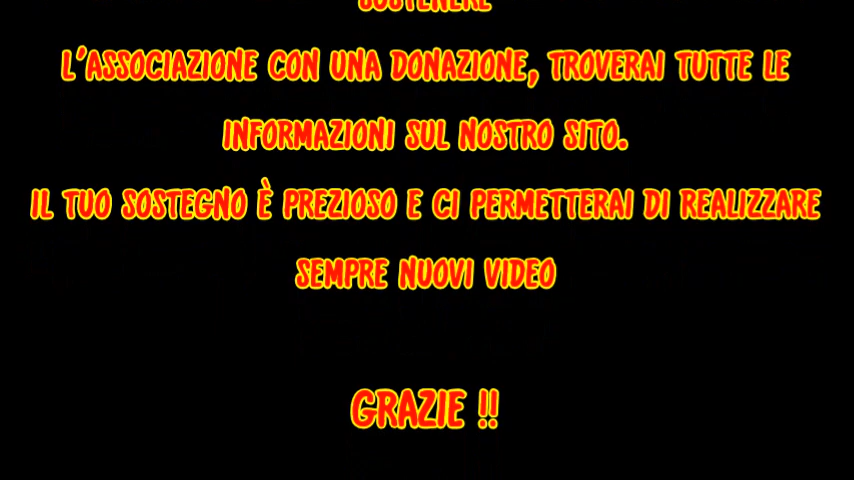 SOSTENERE
L'ASSOCIAZIONE CON UNA DONAZIONE, TROVERAI TUTTE LE
INFORMAZIONI SUL NOSTRO SITO.
IL TUO SOSTEGNO È PREZIOSO E CI PERMETTERAI DI REALIZZARE
SEMPRE NUOVI VIDEO
GRAZIE !!